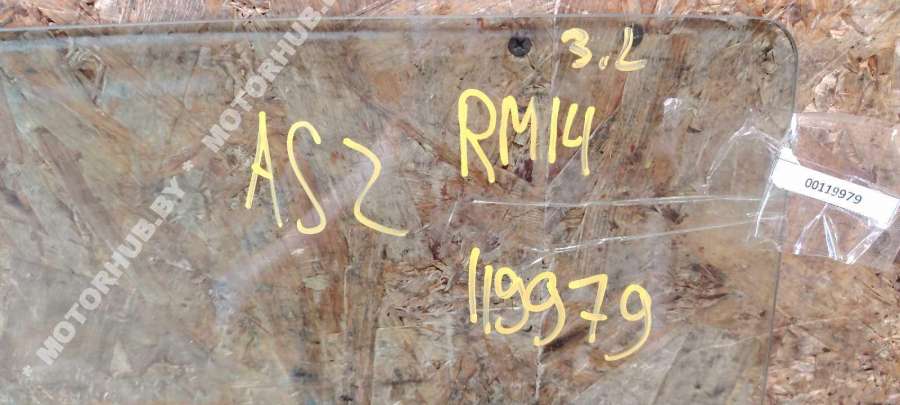 3.L
RM14
AS2
119979
00119979
* MOTORHUB.BY * MOTORHUB.BY